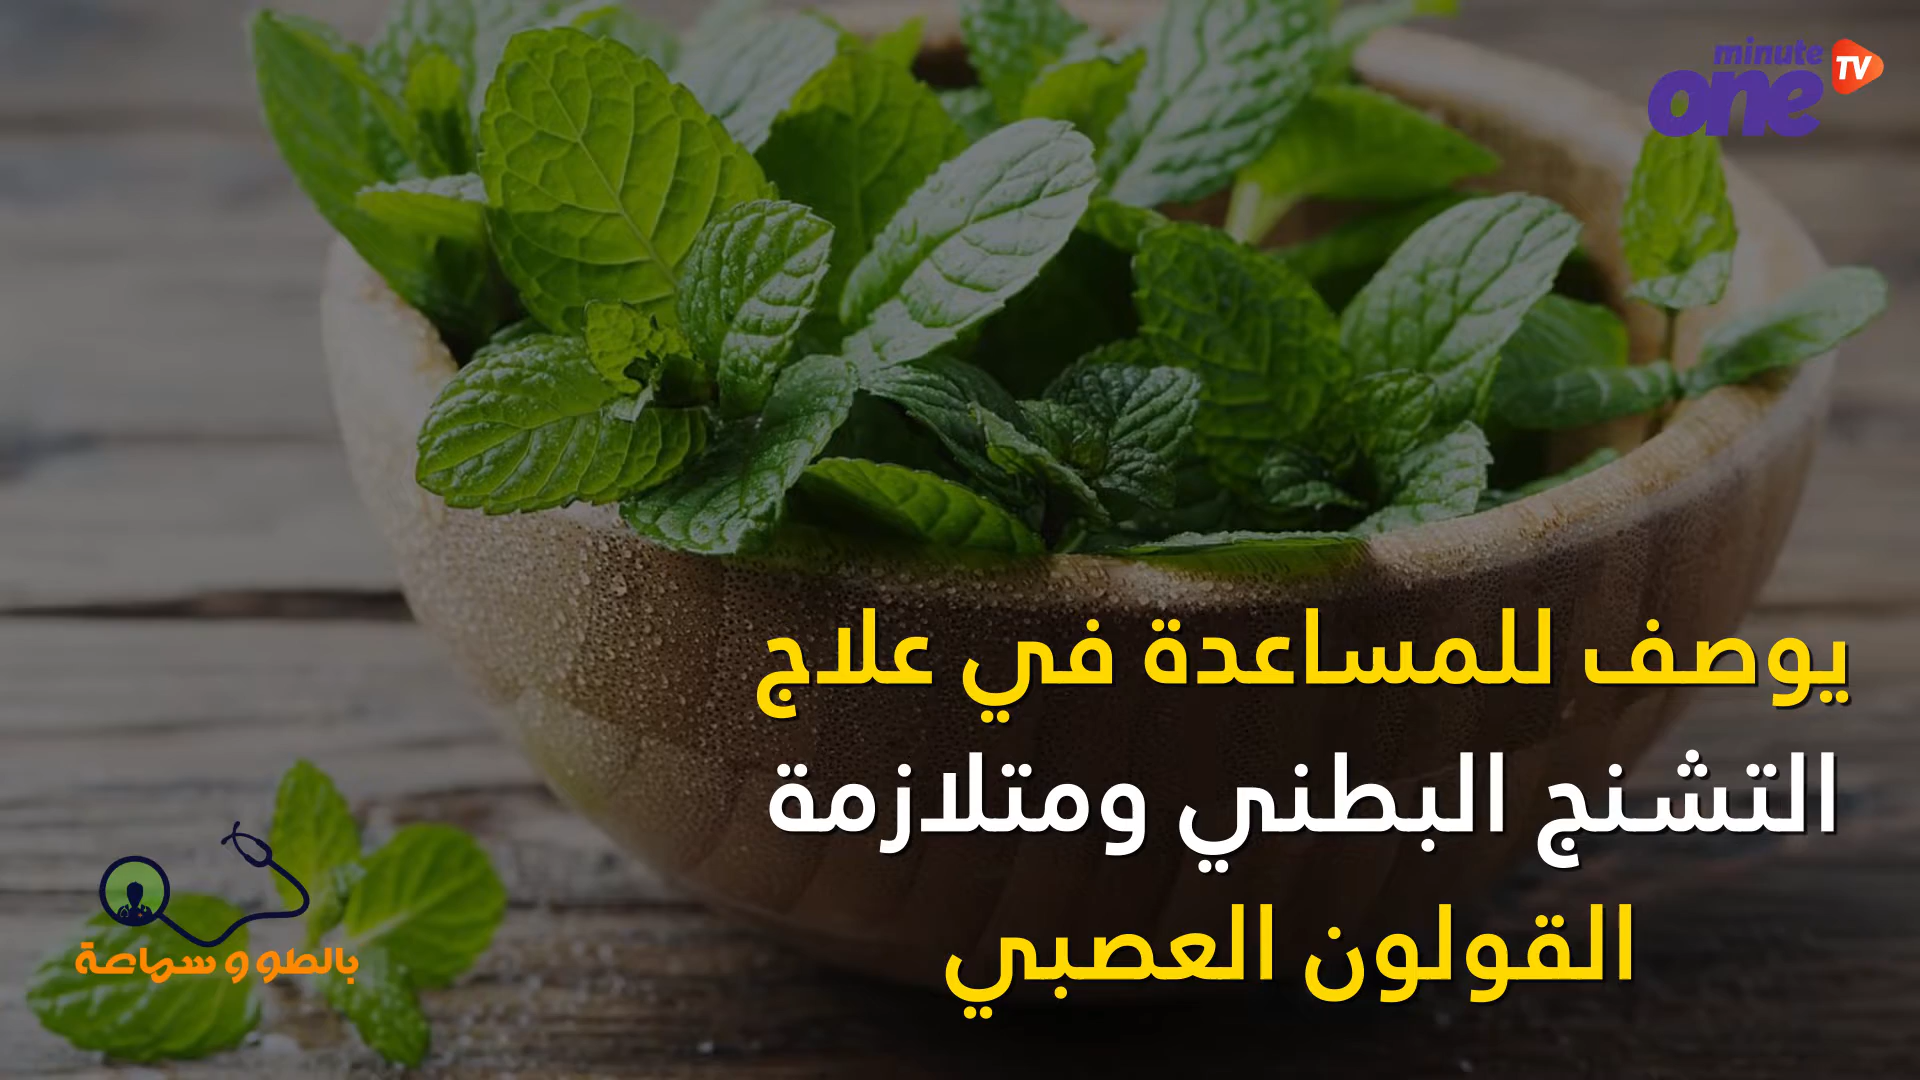 minute
one TV
يوصف للمساعدة في علاج
التشنج البطني ومتلازمة
القولون العصبي
بالطو و سماعة